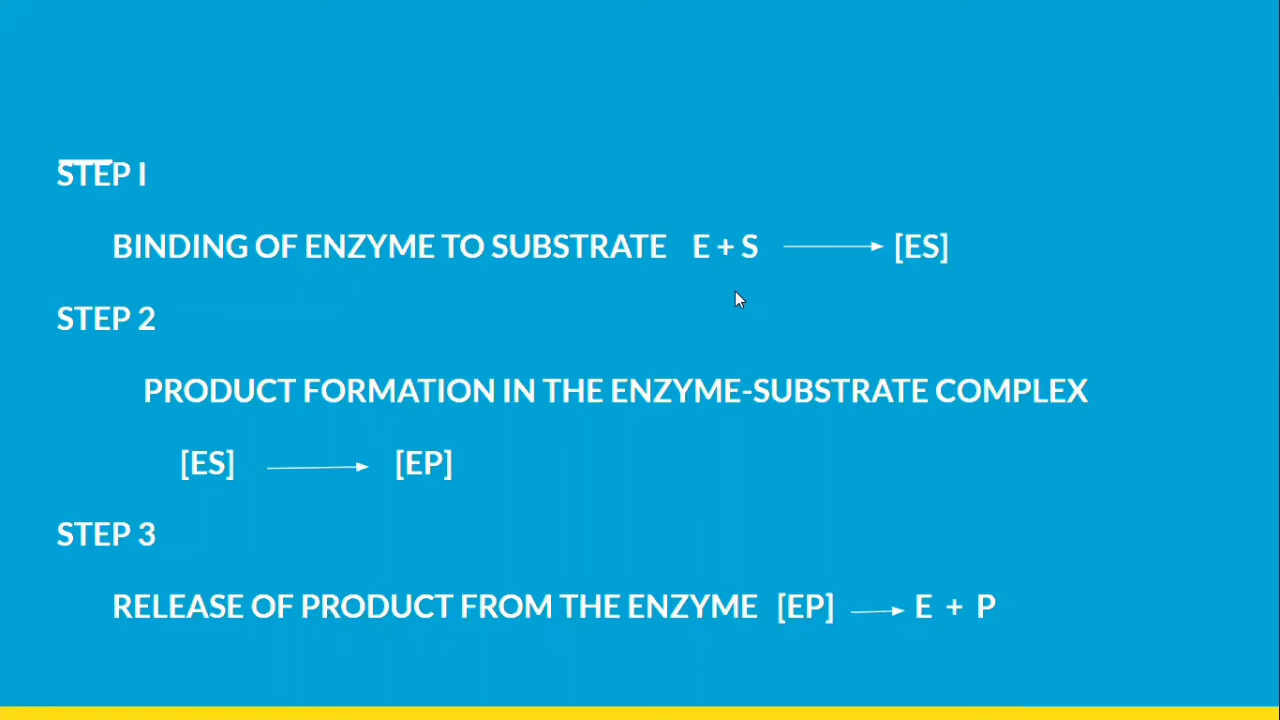 STEP I
BINDING OF ENZYME TO SUBSTRATE E + S ⟶ [ES]
STEP 2
PRODUCT FORMATION IN THE ENZYME-SUBSTRATE COMPLEX
[ES] ⟶ [EP]
STEP 3
RELEASE OF PRODUCT FROM THE ENZYME [EP] ⟶ E + P